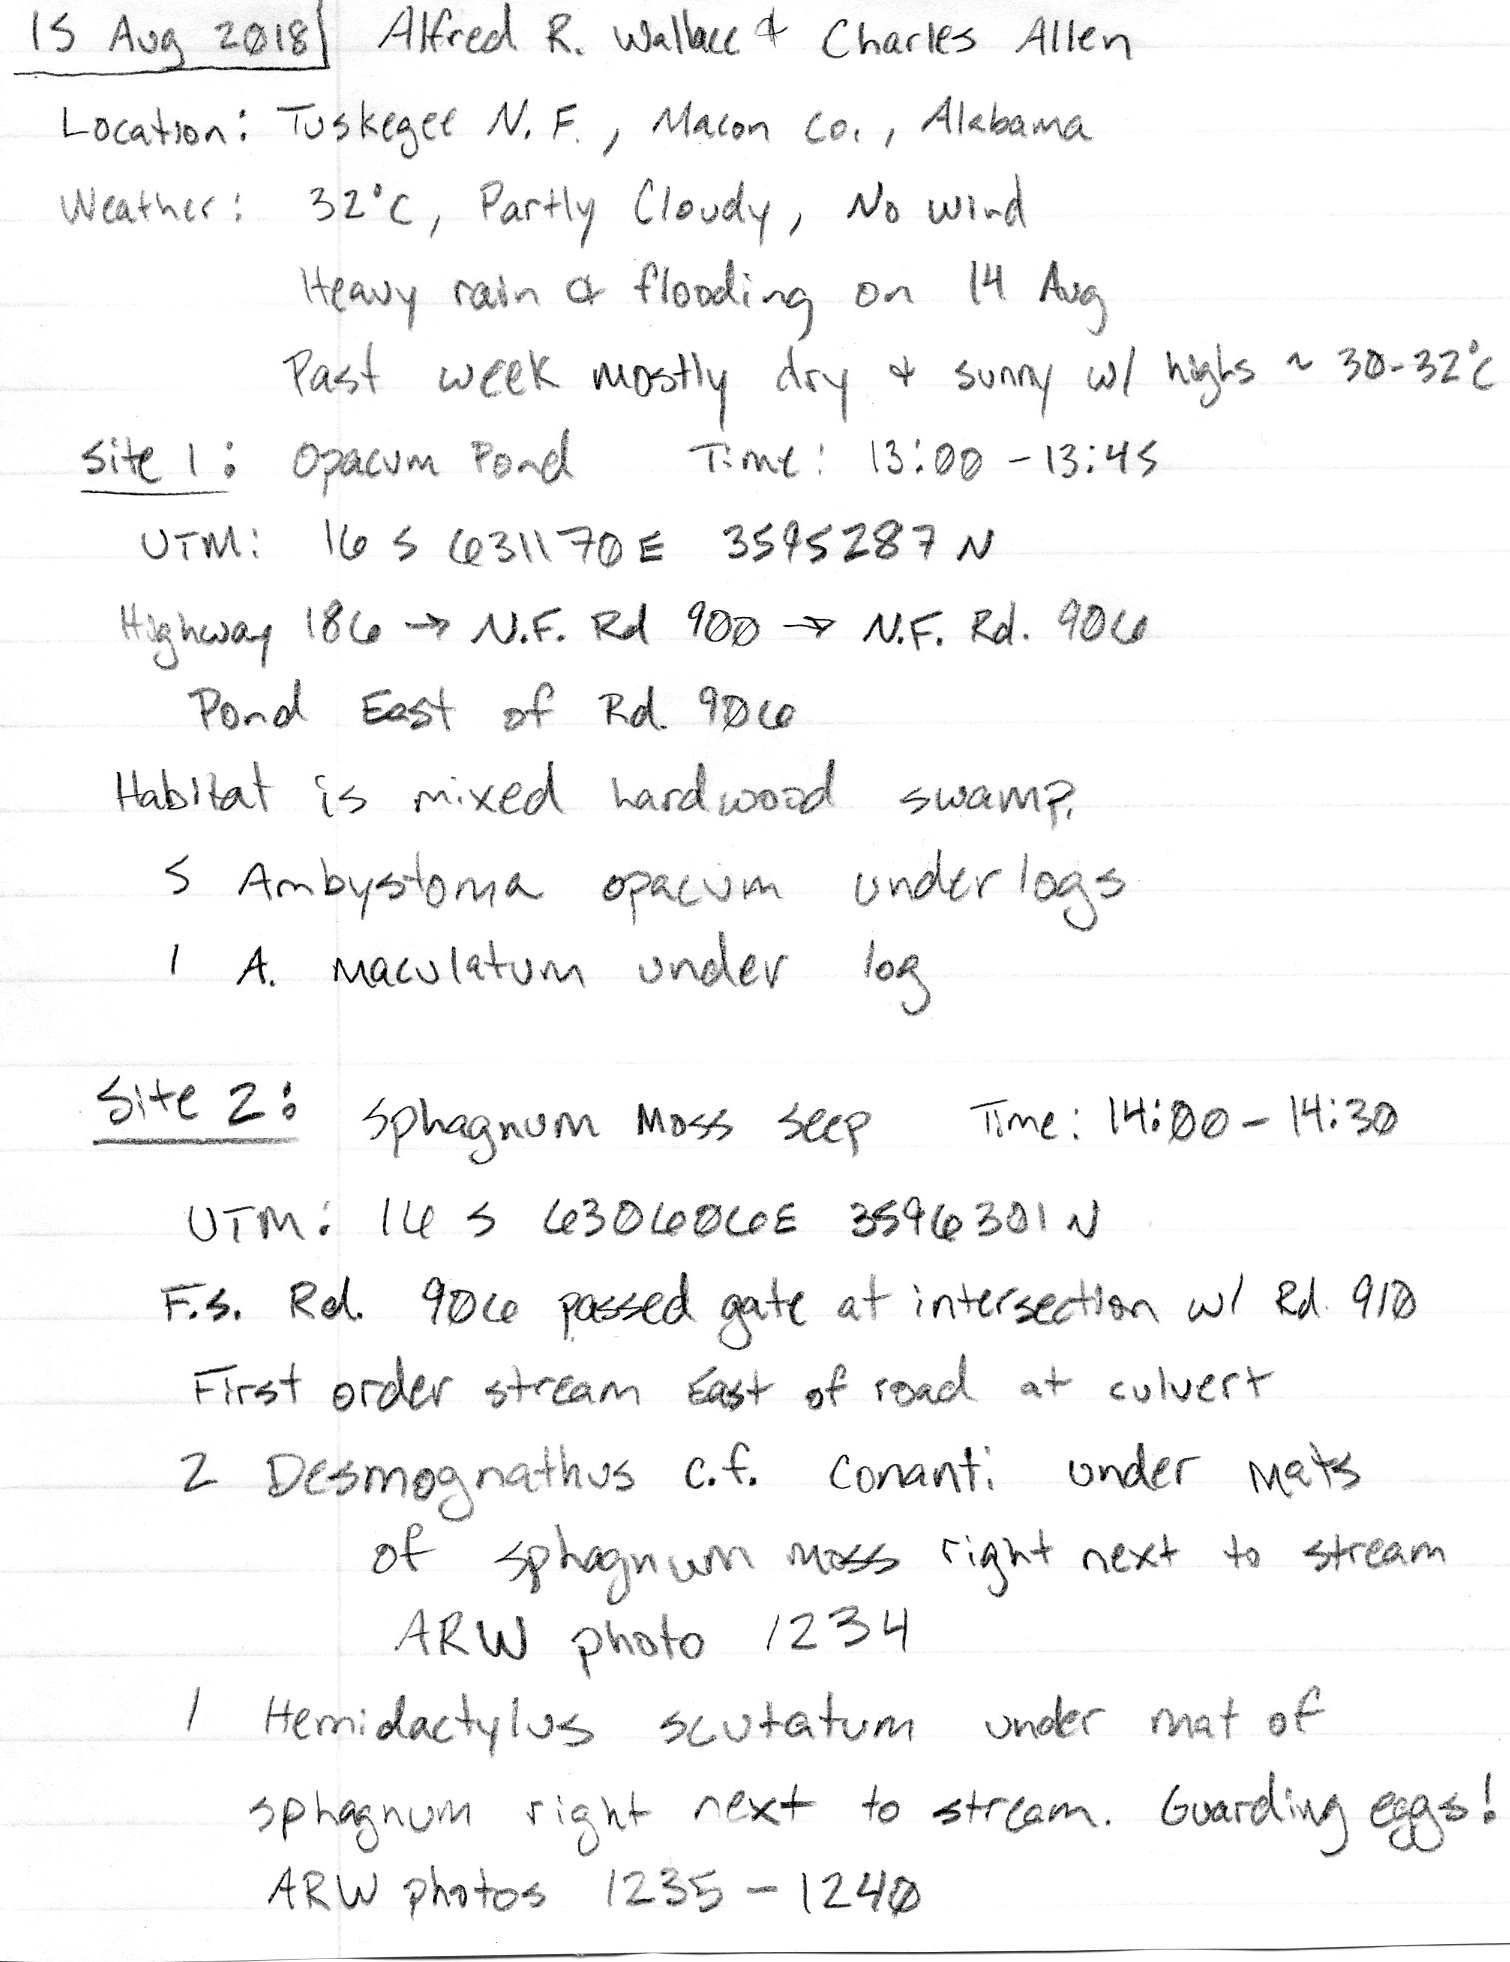 15 Aug 2018 Alfred R. Wallace & Charles Allen
Location: Tuskegee N.F., Macon Co., Alabama
Weather: 32°C, Partly Cloudy, No wind
Heavy rain & flooding on 14 Aug
Past week mostly dry & sunny w/ highs ~ 30-32°C
Site 1: Opacum Pond Time: 13:00 - 13:45
UTM: 16 S 631170 E 3595287 N
Highway 186 → N.F. Rd 900 → N.F. Rd. 906
Pond East of Rd. 906
Habitat is mixed hardwood swamp.
5 Ambystoma opacum under logs
1 A. maculatum under log
Site 2: Sphagnum Moss Seep Time: 14:00 - 14:30
UTM: 16 S 630606E 3596301 N
F.S. Rd. 906 passed gate at intersection w/ Rd. 910
First order stream East of road at culvert
2 Desmognathus c.f. conanti under mats
of sphagnum moss right next to stream
ARW photo 1234
1 Hemidactylus scutatum under mat of
sphagnum right next to stream. Guarding eggs!
ARW photos 1235 - 1240